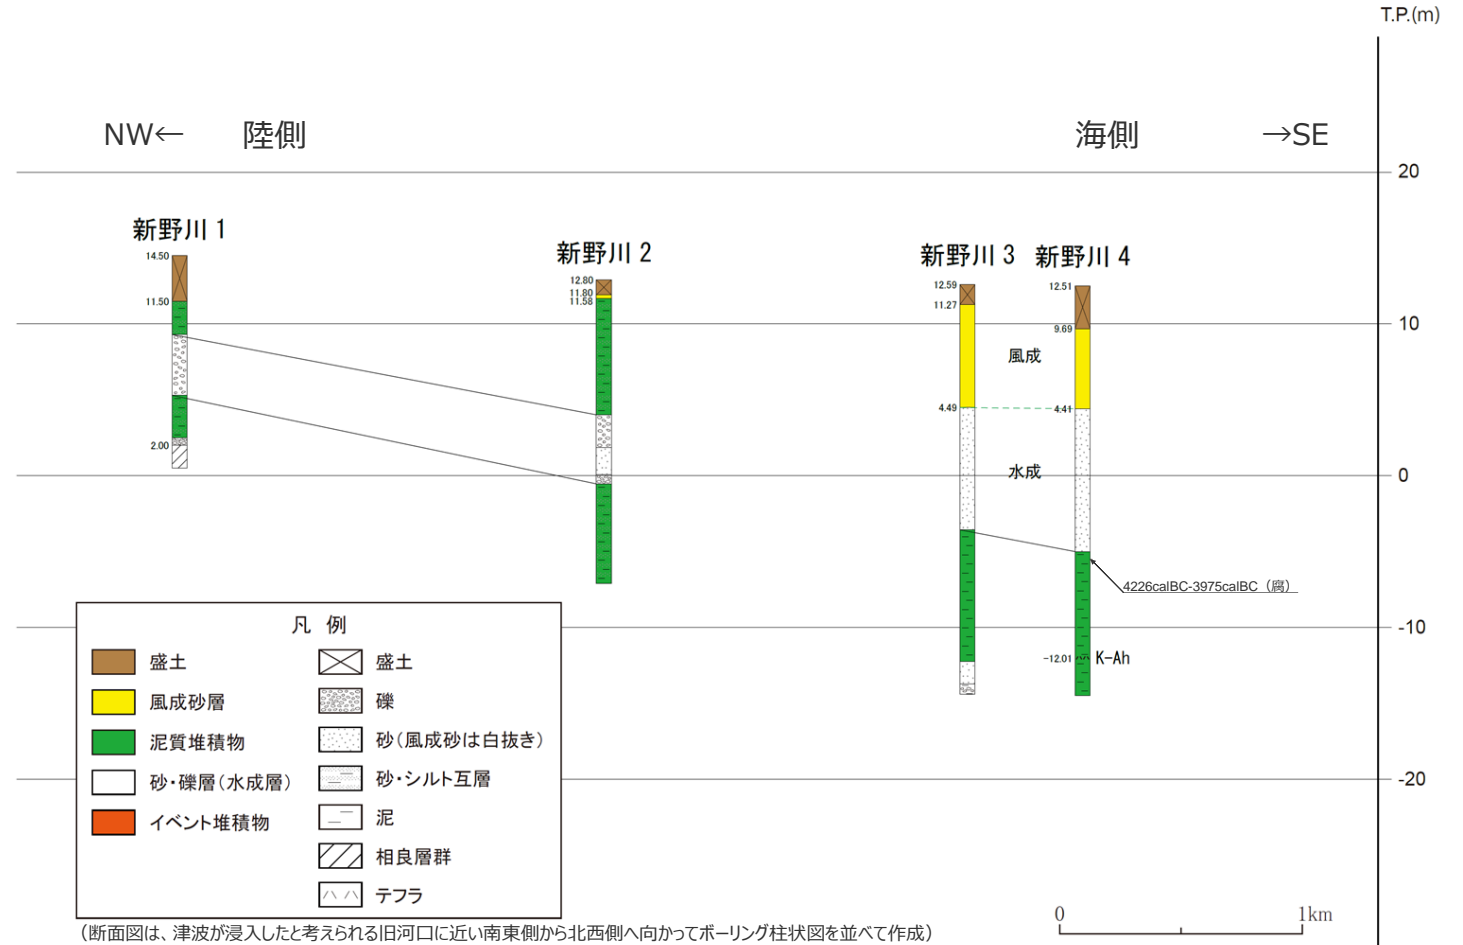 T.P.(m)
NW← 陸側 海側 →SE
20
新野川 1
14.50
11.50
2.00
新野川 2
12.80
11.80
11.58
新野川 3
12.59
11.27
4.49
新野川 4
12.51
9.69
4.41
-12.01
K-Ah
風成
水成
10
0
4226calBC-3975calBC（腐）
-10
-20
凡 例
盛土
風成砂層
泥質堆積物
砂・礫層(水成層)
イベント堆積物
盛土
礫
砂(風成砂は白抜き)
砂・シルト互層
泥
相良層群
テフラ
0 1km
（断面図は、津波が浸入したと考えられる旧河口に近い南東側から北西側へ向かってボーリング柱状図を並べて作成）